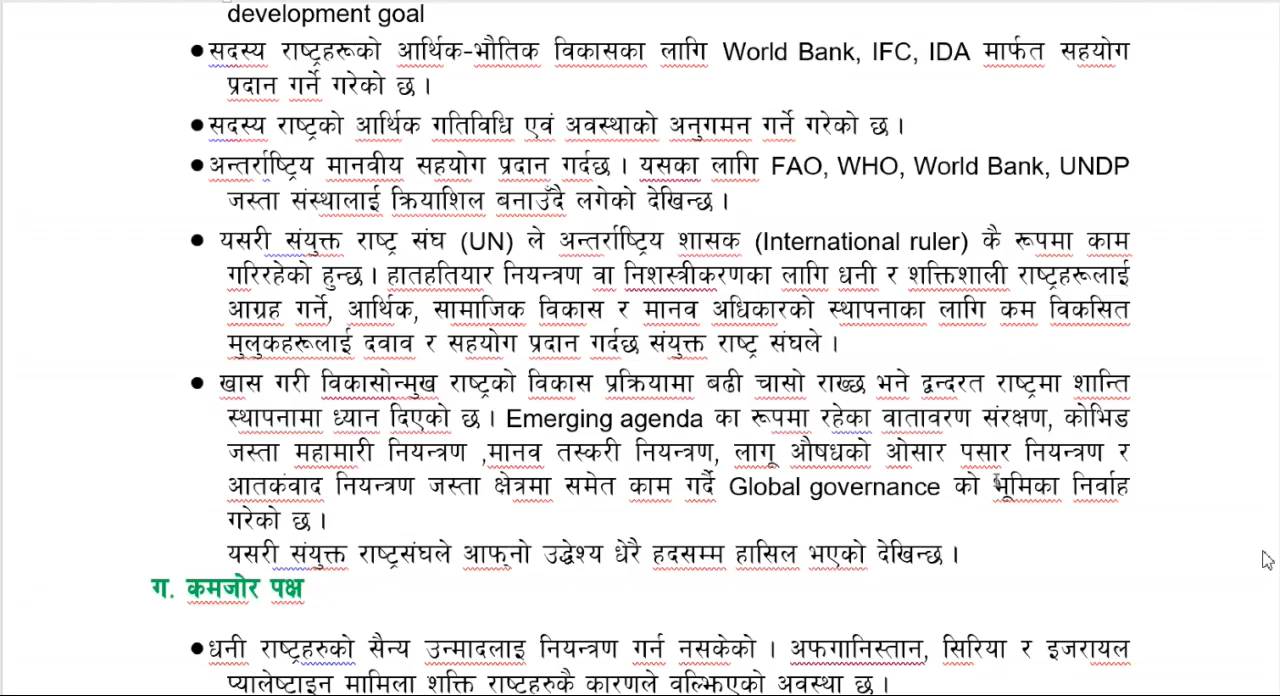 development goal
●सदस्य राष्ट्रहरूको आर्थिक-भौतिक विकासका लागि World Bank, IFC, IDA मार्फत सहयोग
प्रदान गर्ने गरेको छ ।
●सदस्य राष्ट्रको आर्थिक गतिविधि एवं अवस्थाको अनुगमन गर्ने गरेको छ ।
●अन्तर्राष्ट्रिय मानवीय सहयोग प्रदान गर्दछ । यसका लागि FAO, WHO, World Bank, UNDP
जस्ता संस्थालाई क्रियाशिल बनाउँदै लगेको देखिन्छ ।
● यसरी संयुक्त राष्ट्र संघ (UN) ले अन्तर्राष्ट्रिय शासक (International ruler) कै रूपमा काम
गरिरहेको हुन्छ । हातहतियार नियन्त्रण वा निशस्त्रीकरणका लागि धनी र शक्तिशाली राष्ट्रहरूलाई
आग्रह गर्ने, आर्थिक, सामाजिक विकास र मानव अधिकारको स्थापनाका लागि कम विकसित
मुलुकहरूलाई दवाव र सहयोग प्रदान गर्दछ संयुक्त राष्ट्र संघले ।
● खास गरी विकासोन्मुख राष्ट्रको विकास प्रक्रियामा बढी चासो राख्छ भने द्वन्दरत राष्ट्रमा शान्ति
स्थापनामा ध्यान दिएको छ । Emerging agenda का रूपमा रहेका वातावरण संरक्षण, कोभिड
जस्ता महामारी नियन्त्रण ,मानव तस्करी नियन्त्रण, लागू औषधको ओसार पसार नियन्त्रण र
आतकंवाद नियन्त्रण जस्ता क्षेत्रमा समेत काम गर्दै Global governance को भूमिका निर्वाह
गरेको छ ।
यसरी संयुक्त राष्ट्रसंघले आफ्‌नो उद्धेश्य धेरै हदसम्म हासिल भएको देखिन्छ ।
ग. कमजोर पक्ष
●धनी राष्ट्रहरुको सैन्य उन्मादलाइ नियन्त्रण गर्न नसकेको । अफगानिस्तान, सिरिया र इजरायल
प्यालेष्टाइन मामिला शक्ति राष्ट्रहरुकै कारणले वल्झिएको अवस्था छ ।